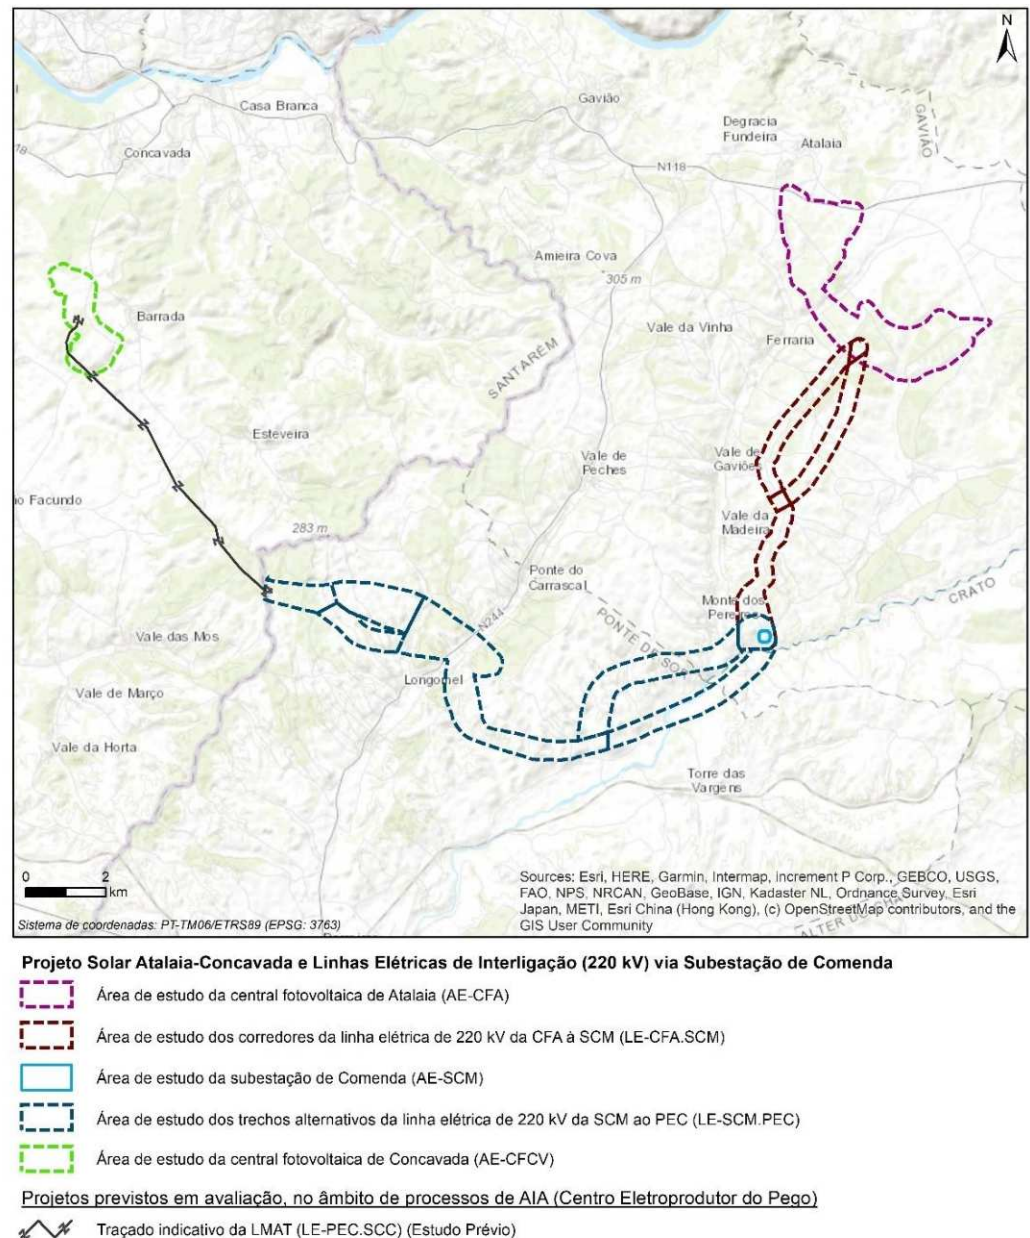 N
Casa Branca
Gavião
Degracia
Fundeira
Atalaia
GAVIÃO
Concavada
N118
Amieira Cova
305 m
Barrada
Vale da Vinha
Ferraria
SANTARÉM
Esteveira
Vale de
Peches
Vale de
Gaviões
o Facundo
Vale da
Madeira
283 m
Ponte do
Carrascal
CRATO
Monte dos
N244
Vale das Mos
Longomel
Vale de Março
Vale da Horta
Torre das
Vargens
0 2
km
Sources: Esri, HERE, Garmin, Intermap, increment P Corp., GEBCO, USGS,
FAO, NPS, NRCAN, GeoBase, IGN, Kadaster NL, Ordnance Survey, Esri
Japan, METI, Esri China (Hong Kong), (c) OpenStreetMap contributors, and the
GIS User Community
Sistema de coordenadas: PT-TM06/ETRS89 (EPSG: 3763)
Projeto Solar Atalaia-Concavada e Linhas Elétricas de Interligação (220 kV) via Subestação de Comenda
Área de estudo da central fotovoltaica de Atalaia (AE-CFA)
Área de estudo dos corredores da linha elétrica de 220 kV da CFA à SCM (LE-CFA.SCM)
Área de estudo da subestação de Comenda (AE-SCM)
Área de estudo dos trechos alternativos da linha elétrica de 220 kV da SCM ao PEC (LE-SCM.PEC)
Área de estudo da central fotovoltaica de Concavada (AE-CFCV)
Projetos previstos em avaliação, no âmbito de processos de AIA (Centro Eletroprodutor do Pego)
Traçado indicativo da LMAT (LE-PEC.SCC) (Estudo Prévio)